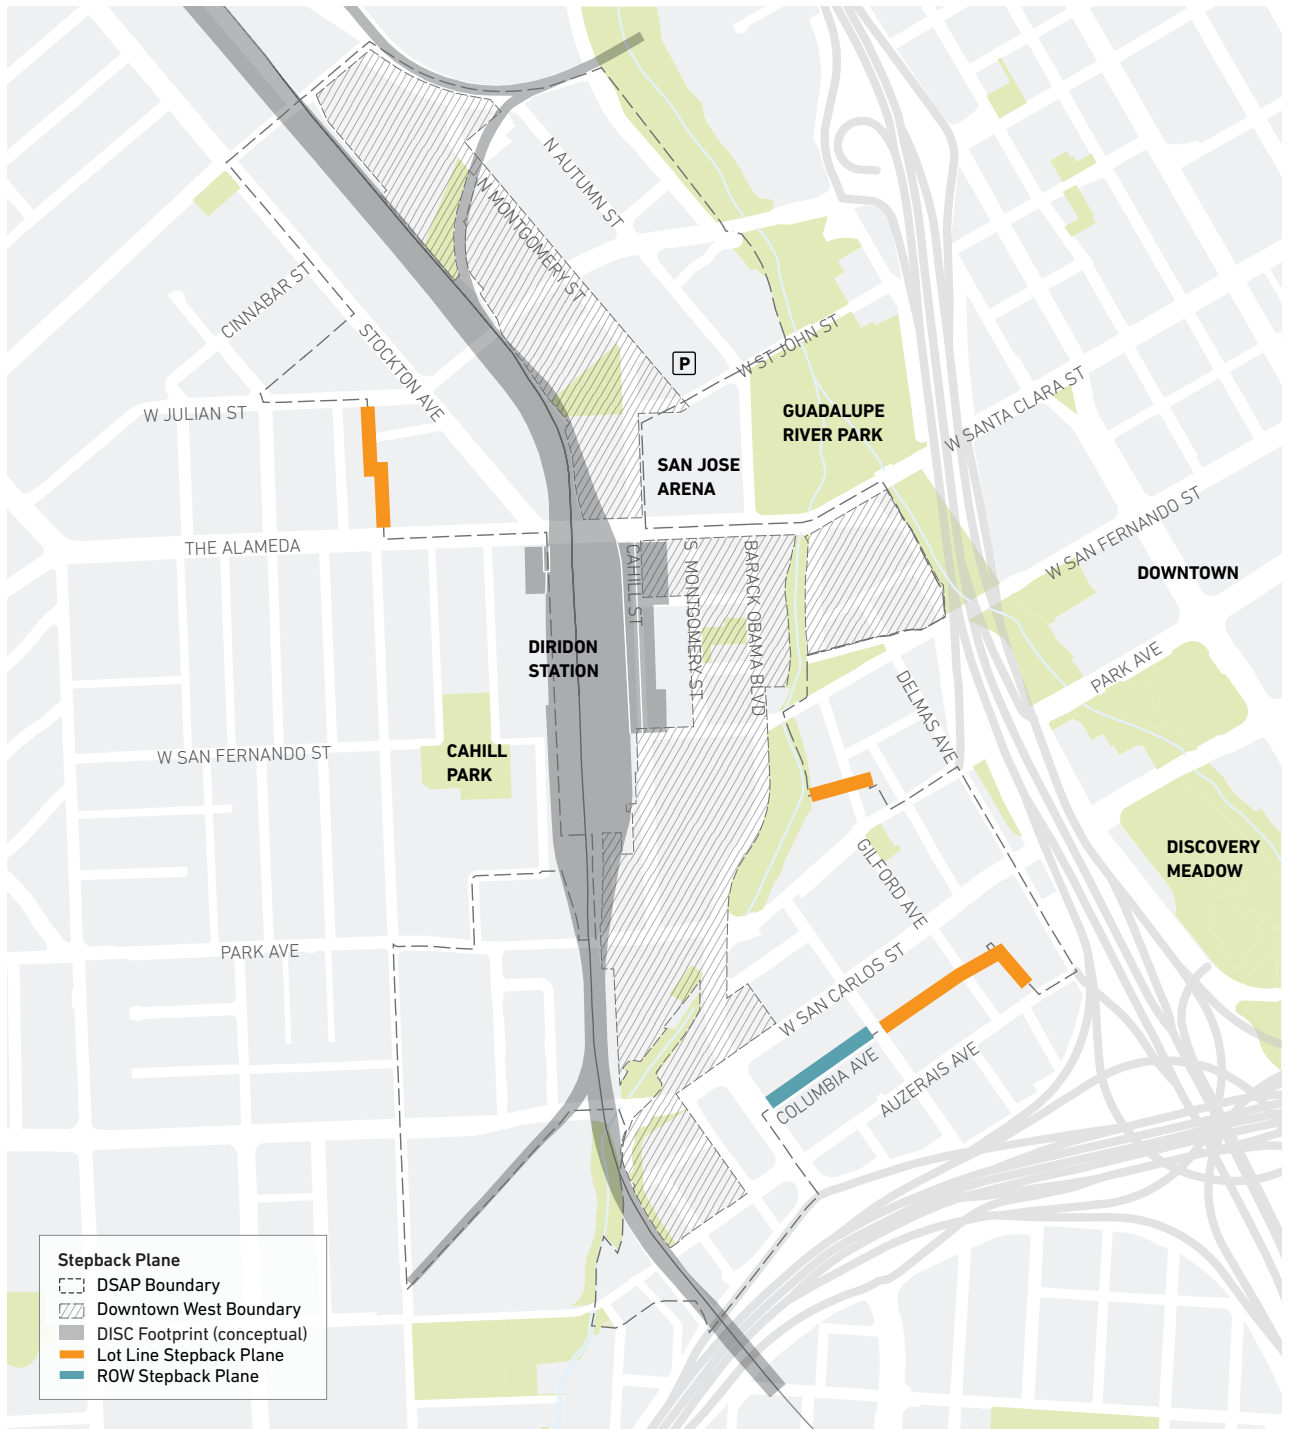 N AUTUMN ST
N MONTGOMERY ST
CINNABAR ST
STOCKTON AVE
P
W ST JOHN ST
W JULIAN ST
GUADALUPE
RIVER PARK
W SANTA CLARA ST
SAN JOSE
ARENA
W SAN FERNANDO ST
THE ALAMEDA
DOWNTOWN
CAHILL ST
S MONTGOMERY ST
BARACK OBAMA BLVD
DIRIDON
STATION
PARK AVE
DELMAS AVE
W SAN FERNANDO ST
CAHILL
PARK
DISCOVERY
MEADOW
GILFORD AVE
PARK AVE
W SAN CARLOS ST
COLUMBIA AVE
AUZERAIS AVE
Stepback Plane
DSAP Boundary
Downtown West Boundary
DISC Footprint (conceptual)
Lot Line Stepback Plane
ROW Stepback Plane